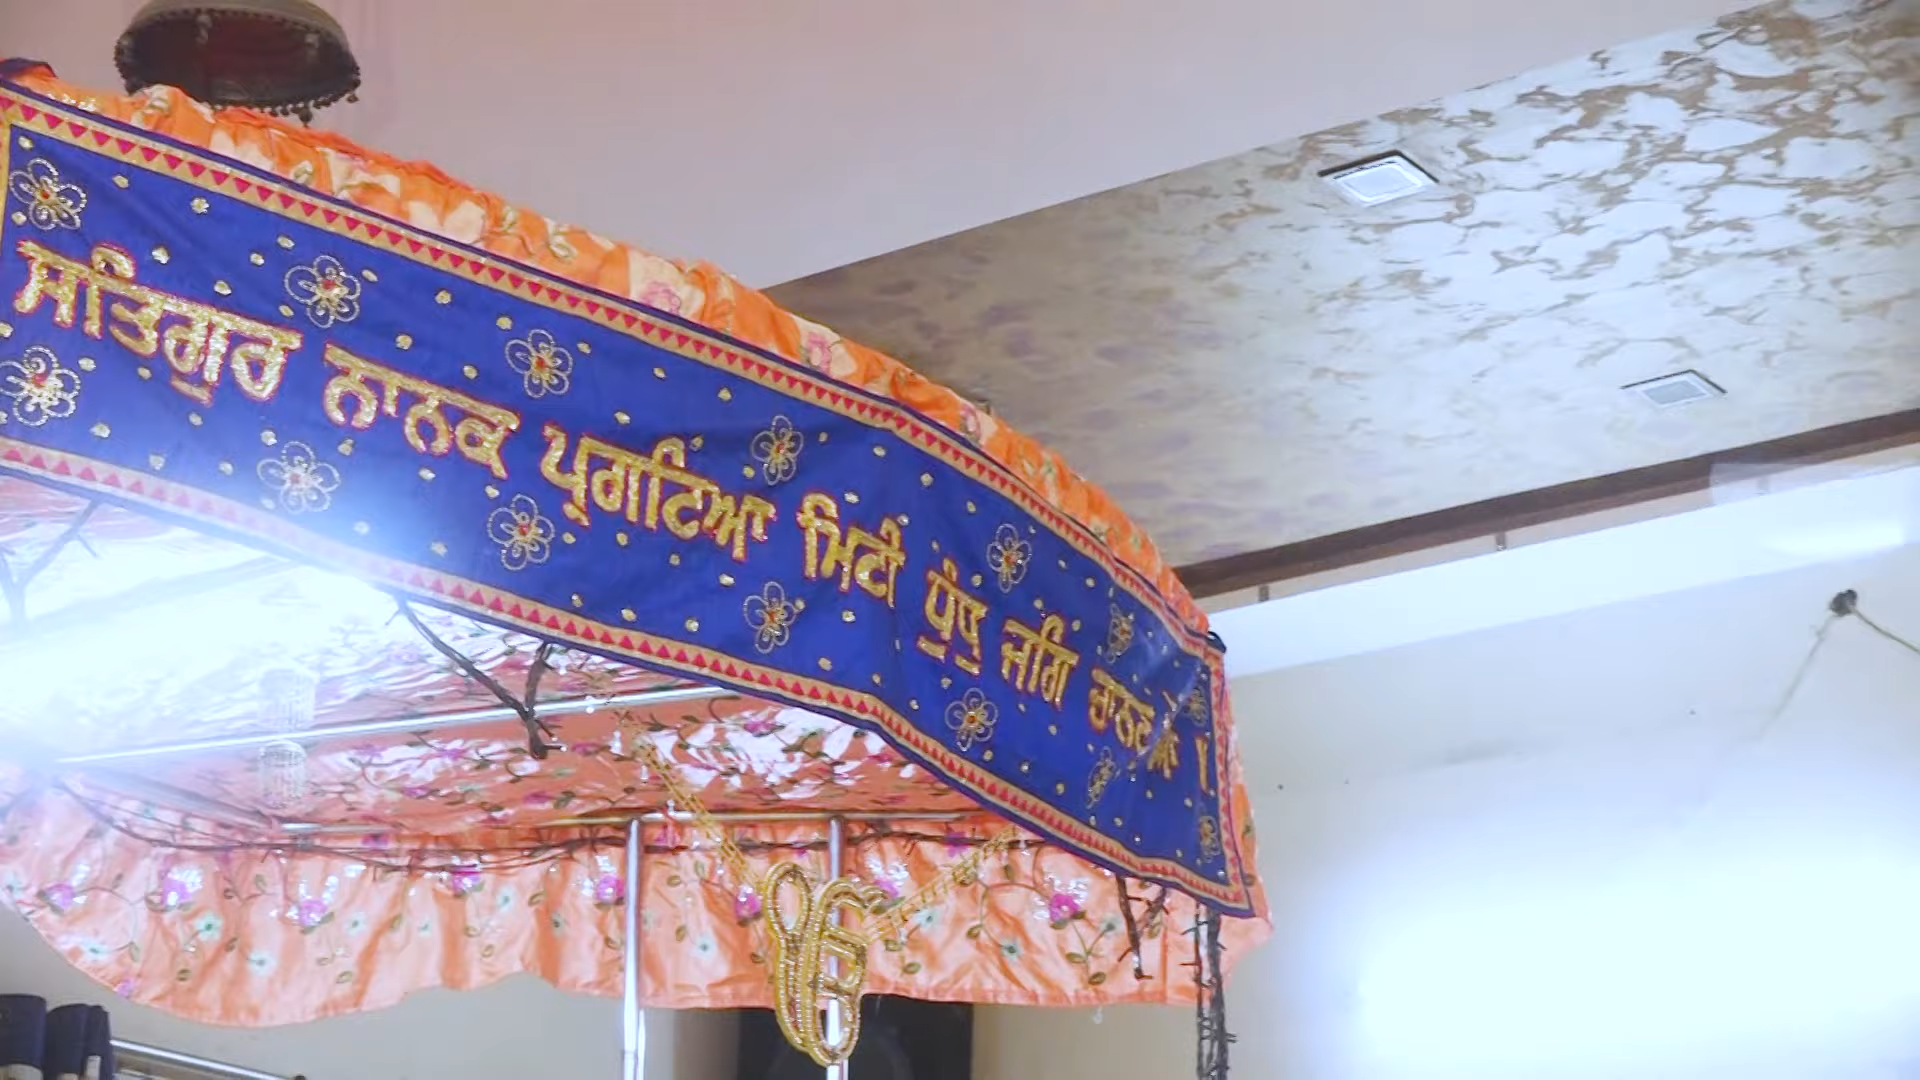 ਸਤਿਗੁਰ ਨਾਨਕ ਪ੍ਰਗਟਿਆ ਮਿਟੀ ਧੁੰਧੁ ਜਗਿ ਚਾਨਣ ਹੋਆ ।
ੴ